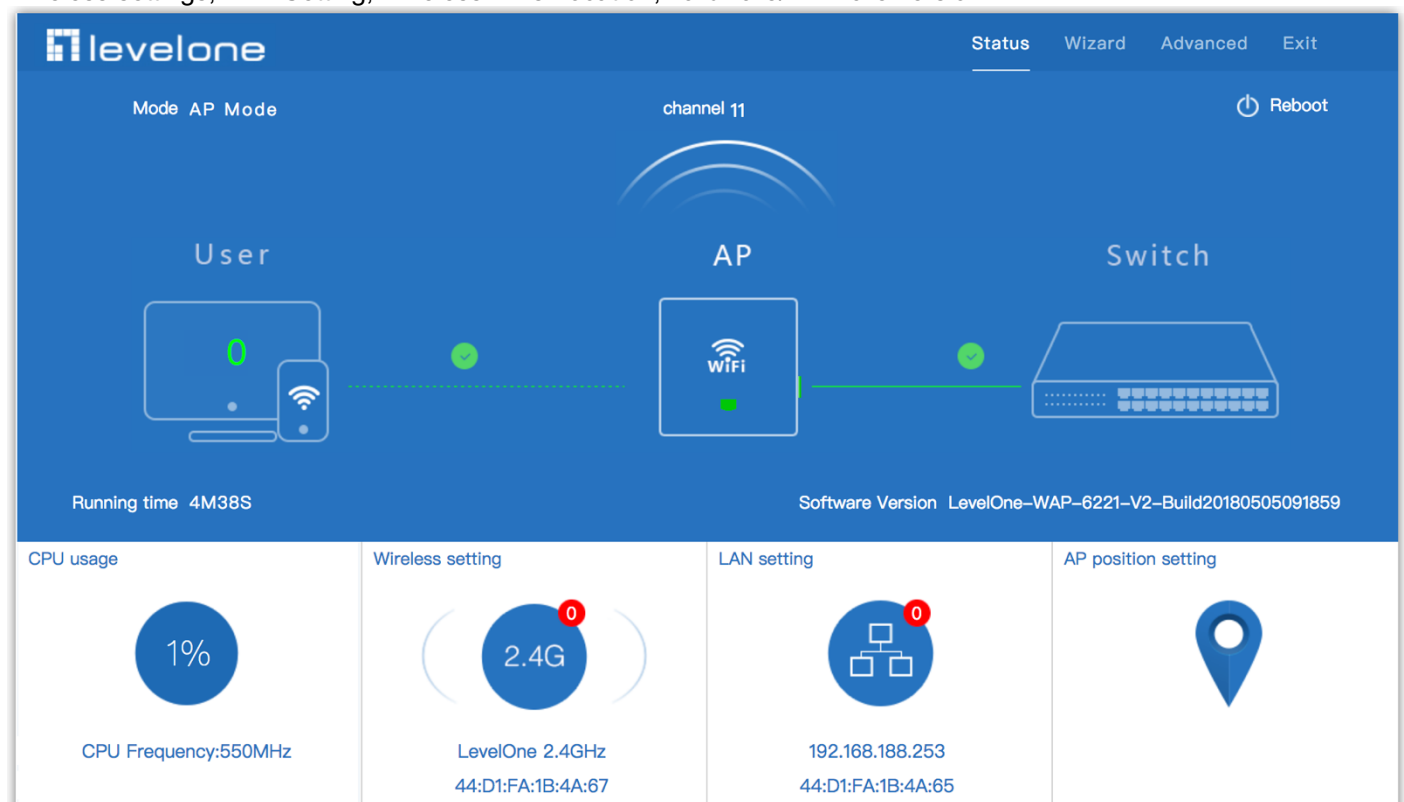 levelone
Status Wizard Advanced Exit
Mode AP Mode
channel 11
Reboot
User
AP
Switch
0
WiFi
Running time 4M38S
Software Version LevelOne-WAP-6221-V2-Build20180505091859
CPU usage
Wireless setting
LAN setting
AP position setting
1%
0
2.4G
0
CPU Frequency:550MHz
LevelOne 2.4GHz
192.168.188.253
44:D1:FA:1B:4A:67
44:D1:FA:1B:4A:65